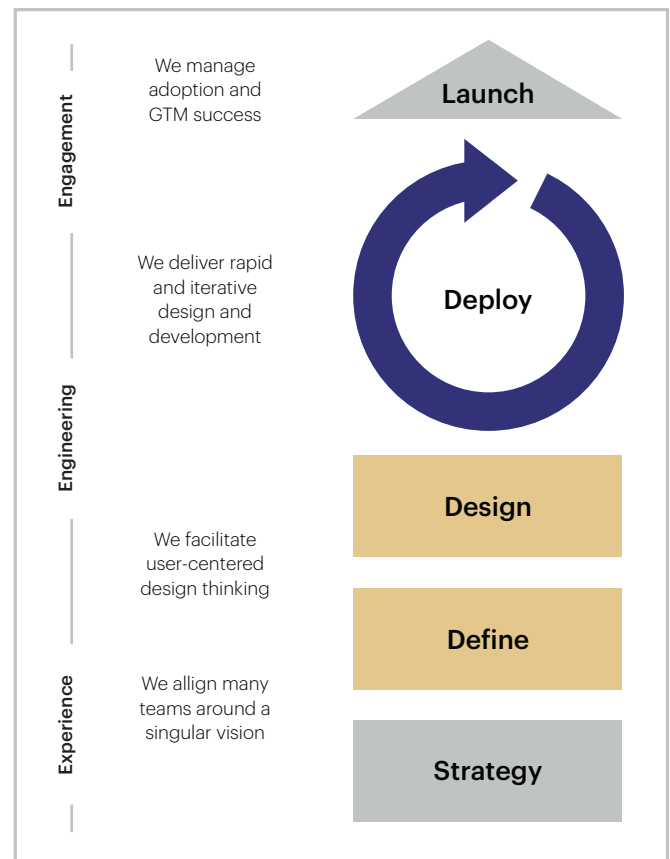 Engagement
We manage
adoption and
GTM success
Launch
We deliver rapid
and iterative
design and
development
Deploy
Engineering
Design
We facilitate
user-centered
design thinking
Define
Experience
We allign many
teams around a
singular vision
Strategy